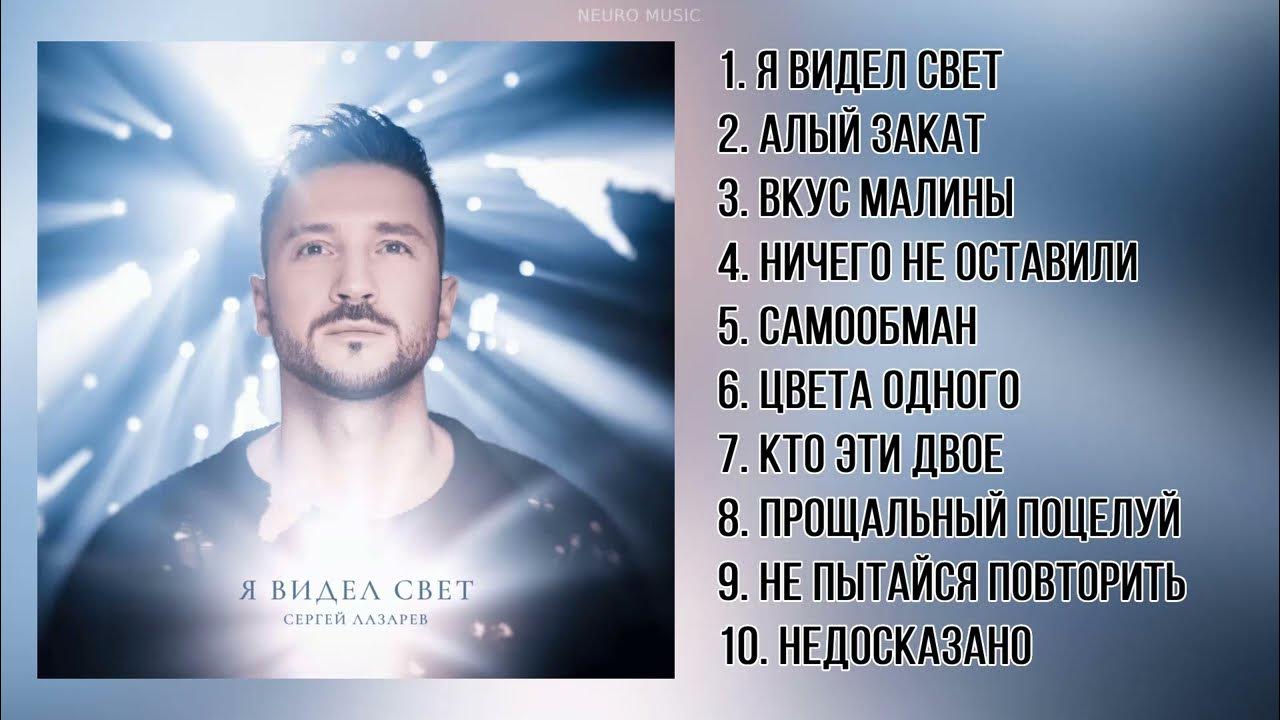 NEURO MUSIC
Я ВИДЕЛ СВЕТ
СЕРГЕЙ ЛАЗАРЕВ
1. Я ВИДЕЛ СВЕТ
2. АЛЫЙ ЗАКАТ
3. ВКУС МАЛИНЫ
4. НИЧЕГО НЕ ОСТАВИЛИ
5. САМООБМАН
6. ЦВЕТА ОДНОГО
7. КТО ЭТИ ДВОЕ
8. ПРОЩАЛЬНЫЙ ПОЦЕЛУЙ
9. НЕ ПЫТАЙСЯ ПОВТОРИТЬ
10. НЕДОСКАЗАНО